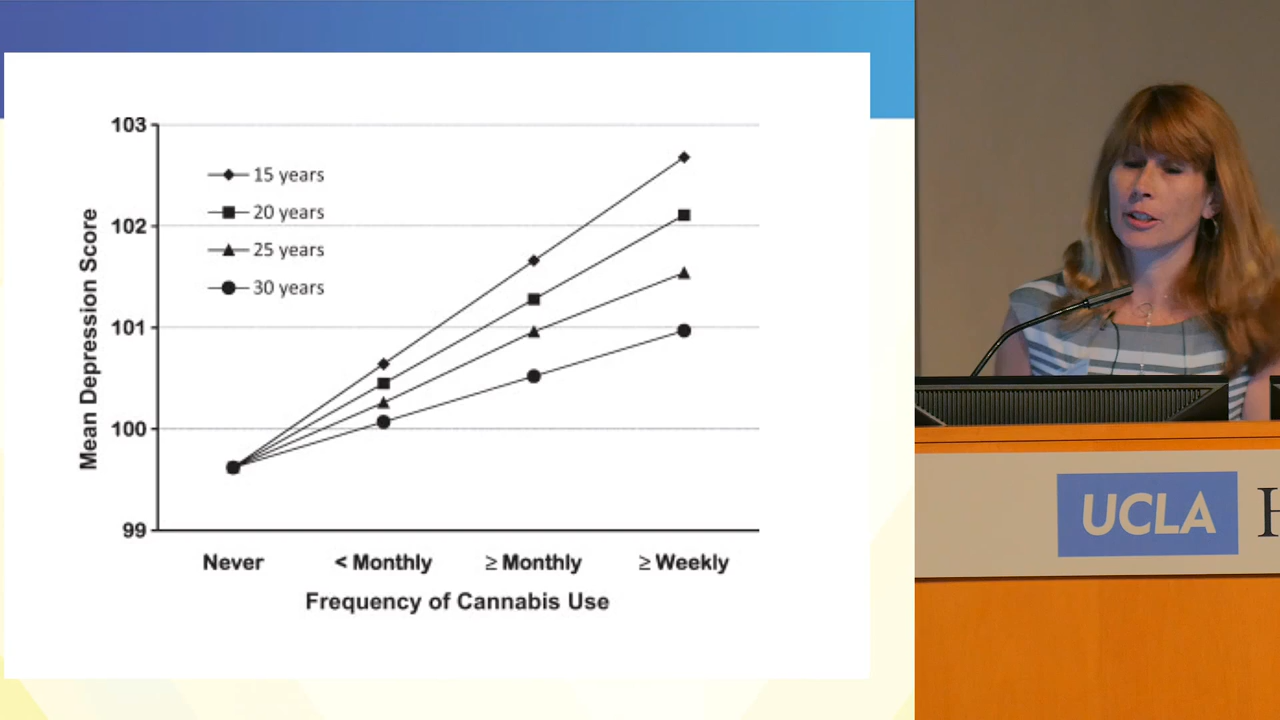 103
102
101
100
99
15 years
20 years
25 years
30 years
Mean Depression Score
Never
< Monthly
≥ Monthly
≥ Weekly
Frequency of Cannabis Use
UCLA